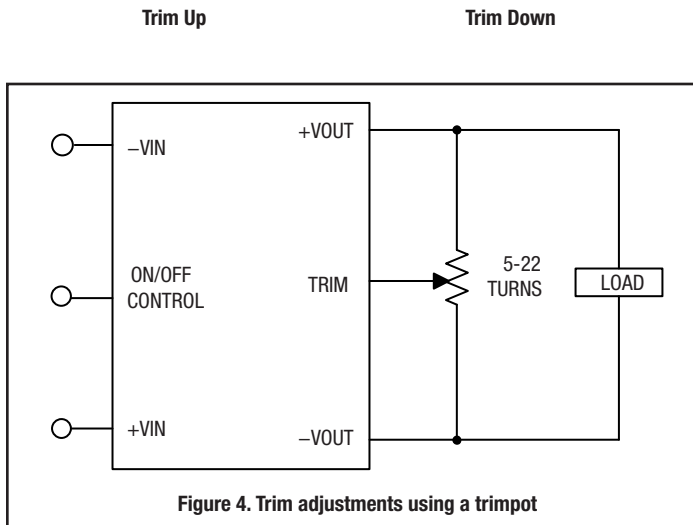 Trim Up
Trim Down
–VIN
+VOUT
ON/OFF
CONTROL
TRIM
5-22
TURNS
LOAD
+VIN
–VOUT
Figure 4. Trim adjustments using a trimpot